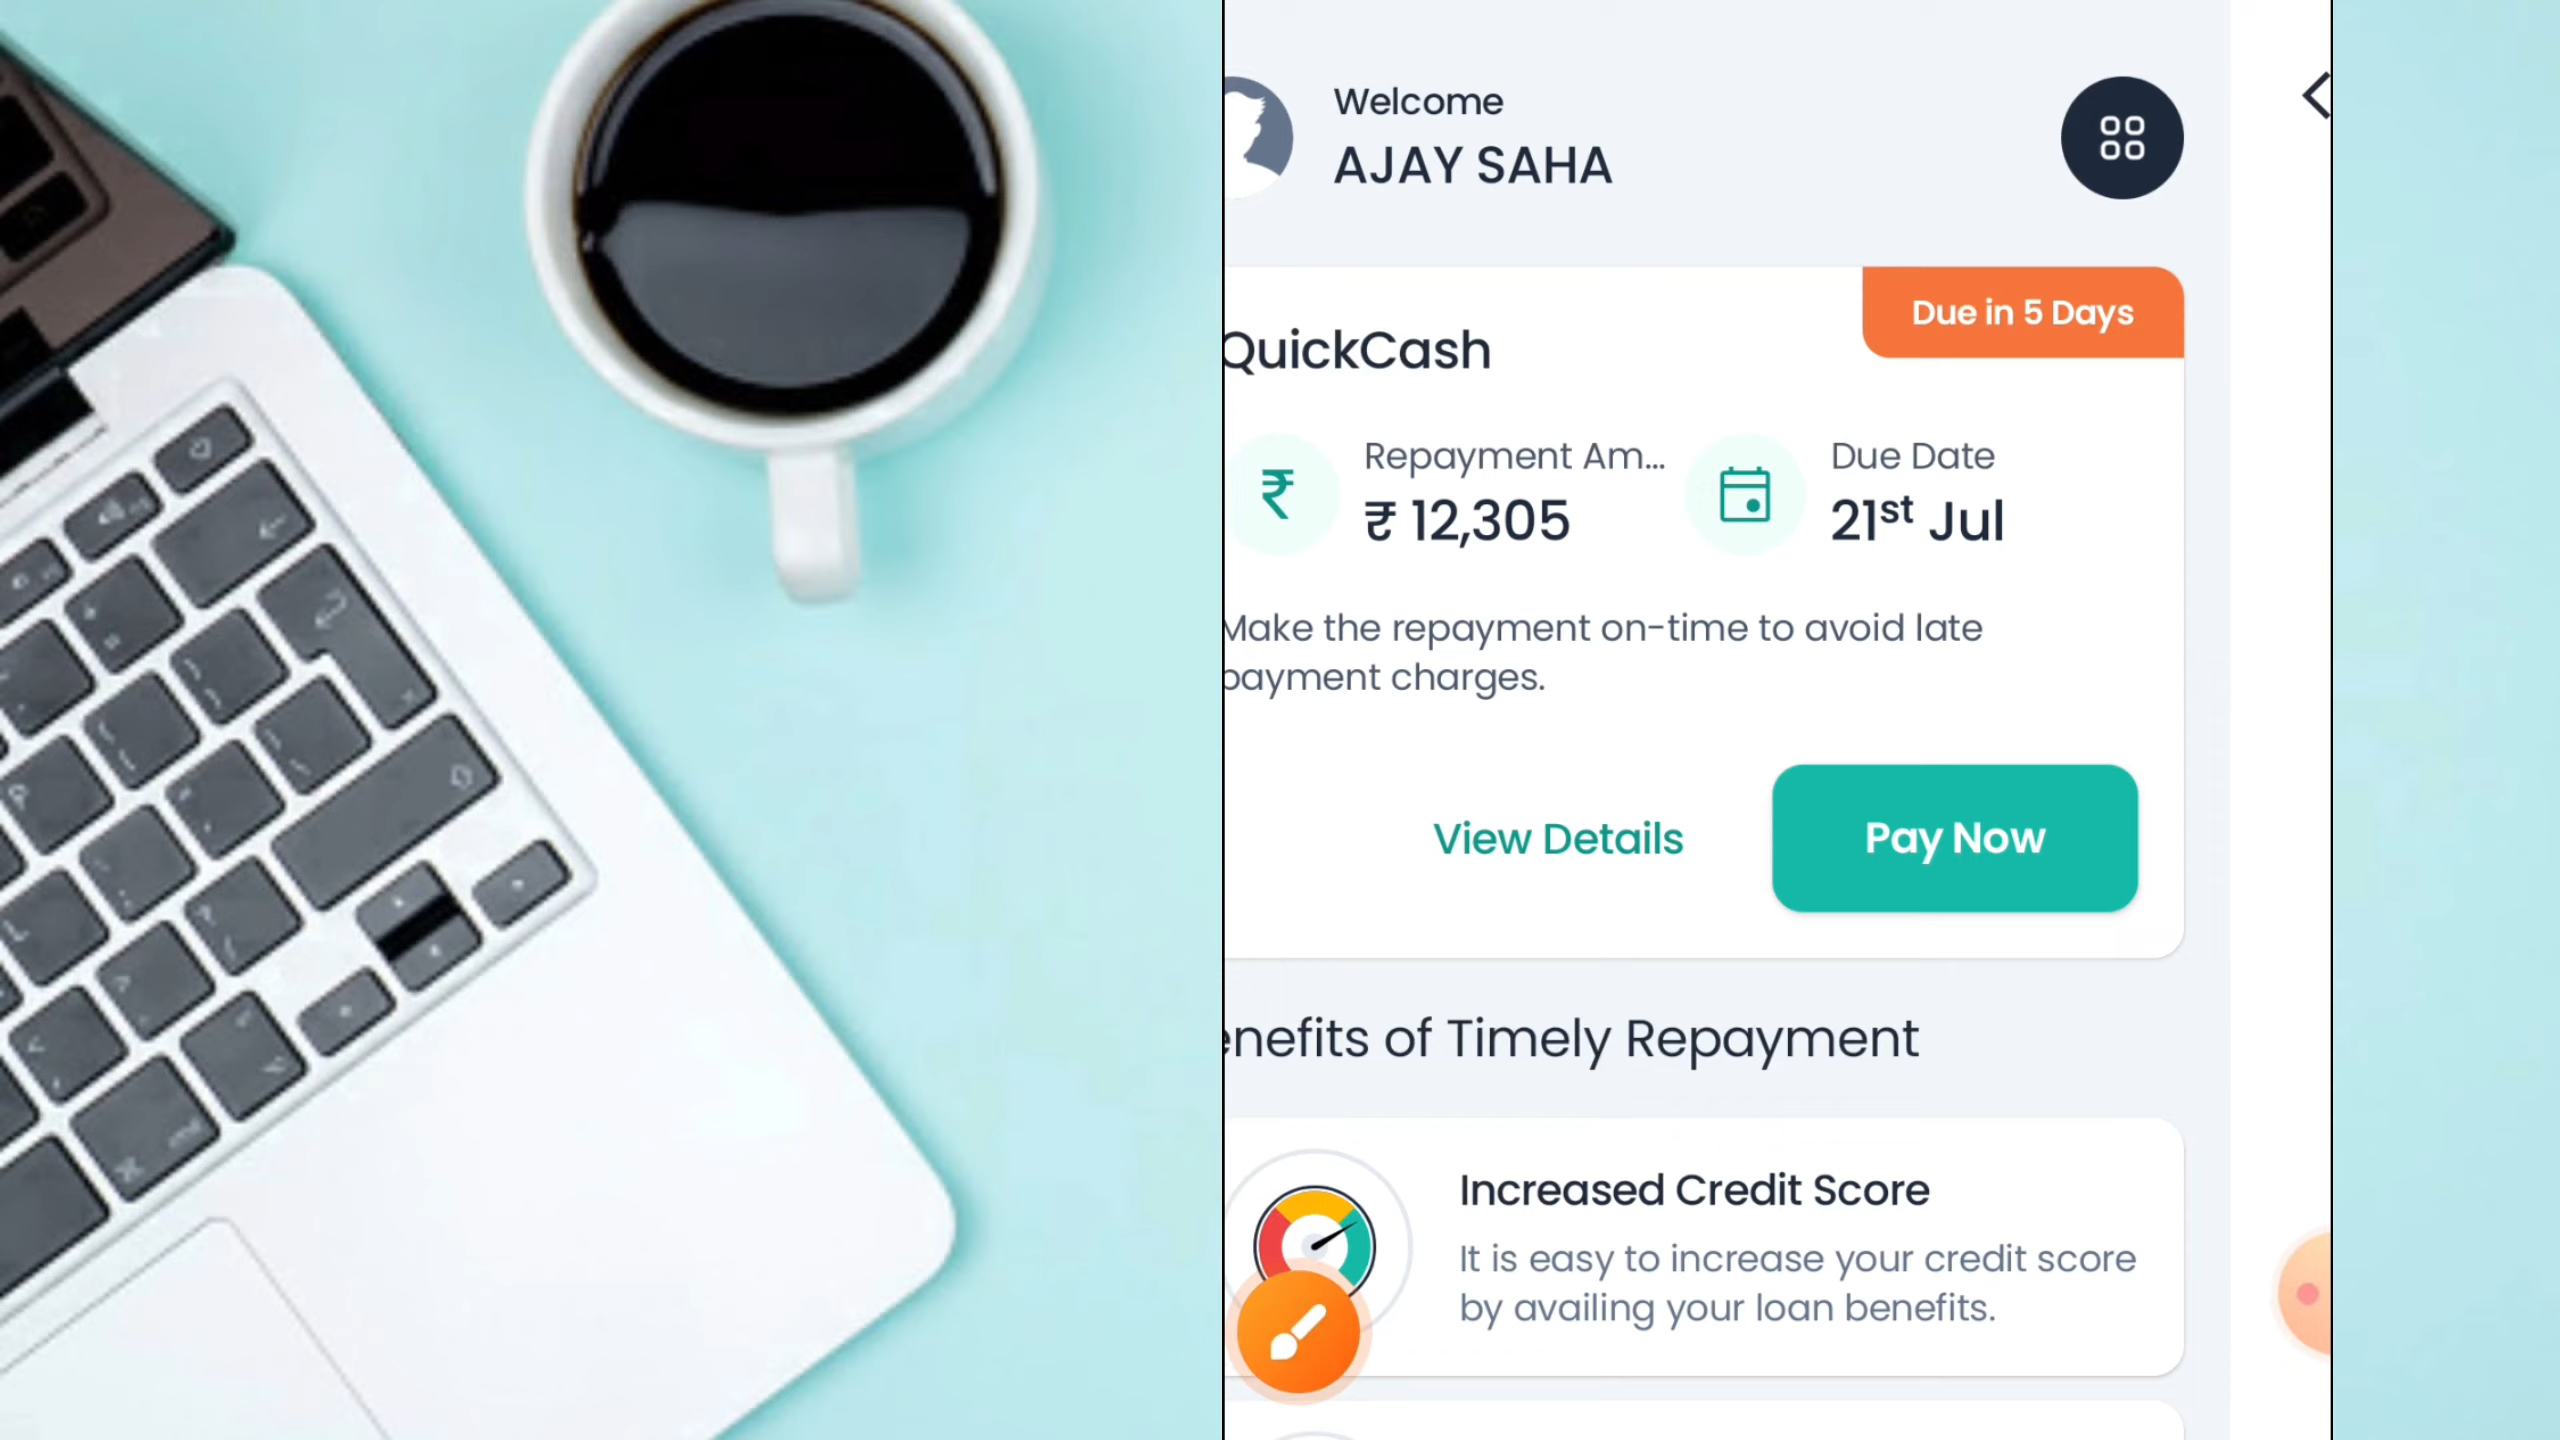 Welcome
AJAY SAHA
Due in 5 Days
QuickCash
Repayment Am...
Due Date
₹ 12,305
21st Jul
Make the repayment on-time to avoid late
payment charges.
View Details
Pay Now
enefits of Timely Repayment
Increased Credit Score
It is easy to increase your credit score
by availing your loan benefits.